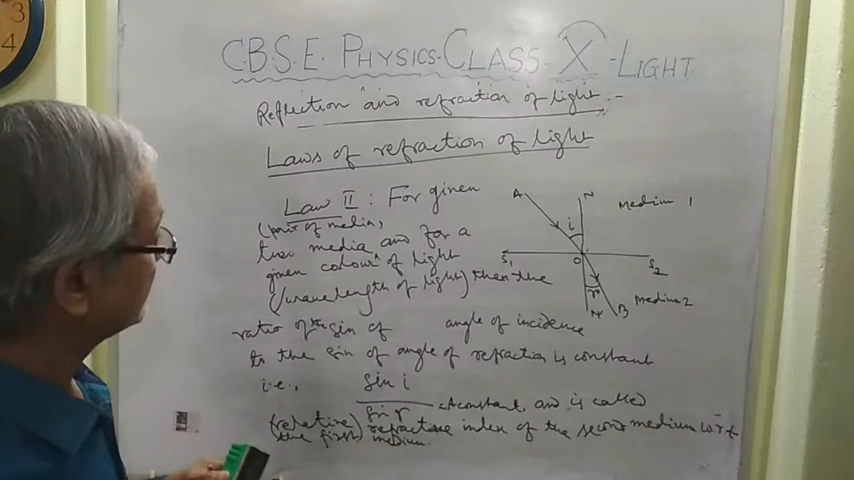 C.B.S.E. PHYSICS-CLASS-X-LIGHT
Reflection and refraction of light:-
Laws of refraction of light
Law II : For given
(pair of media,
two media and for a
given colour of light
(/wavelength of light) then the
ratio of the sin of angle of incidence
to the sin of angle of refraction is constant
i.e., sin i
sin r = A constant, and is called
(relative) refractive index of the second medium w r t
the first medium.
A N Medium 1
i
S1 O S2
r
N B Medium 2
3
4